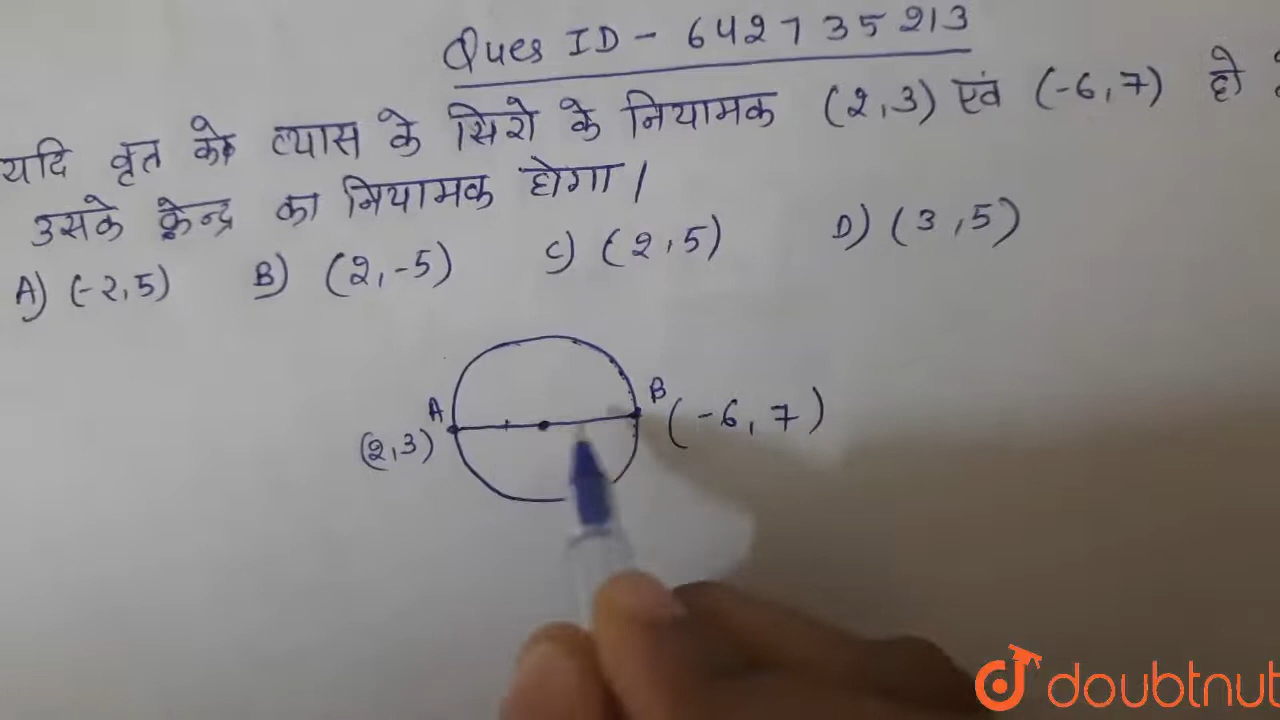 Ques ID - 642735213
यदि वृत के व्यास के सिरो के नियामक (2,3) एवं (-6,7) हो
उसके केन्द्र का नियामक होगा।
A) (-2,5) B) (2,-5) C) (2,5) D) (3,5)
A
B
(2,3)
(-6,7)
doubtnut